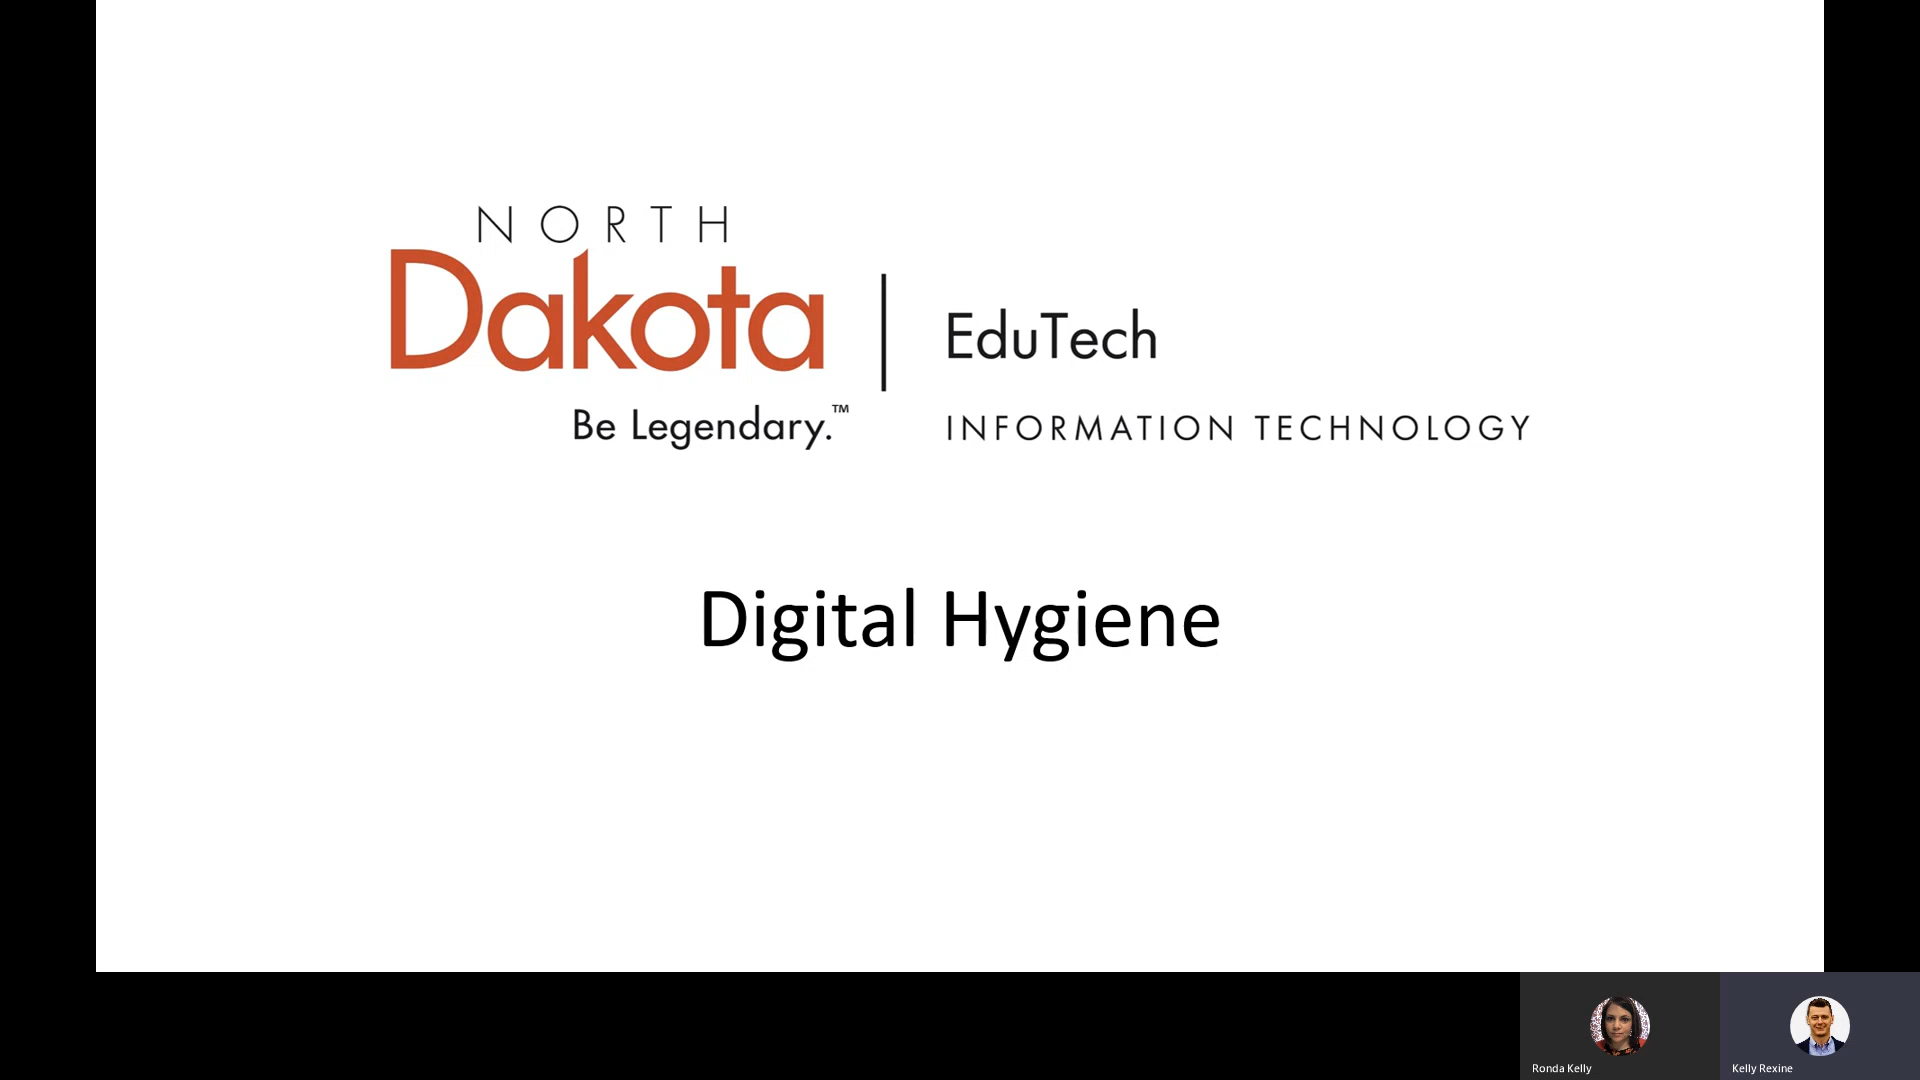 NORTH
Dakota
Be Legendary.™
EduTech
INFORMATION TECHNOLOGY
Digital Hygiene
Ronda Kelly
Kelly Rexine